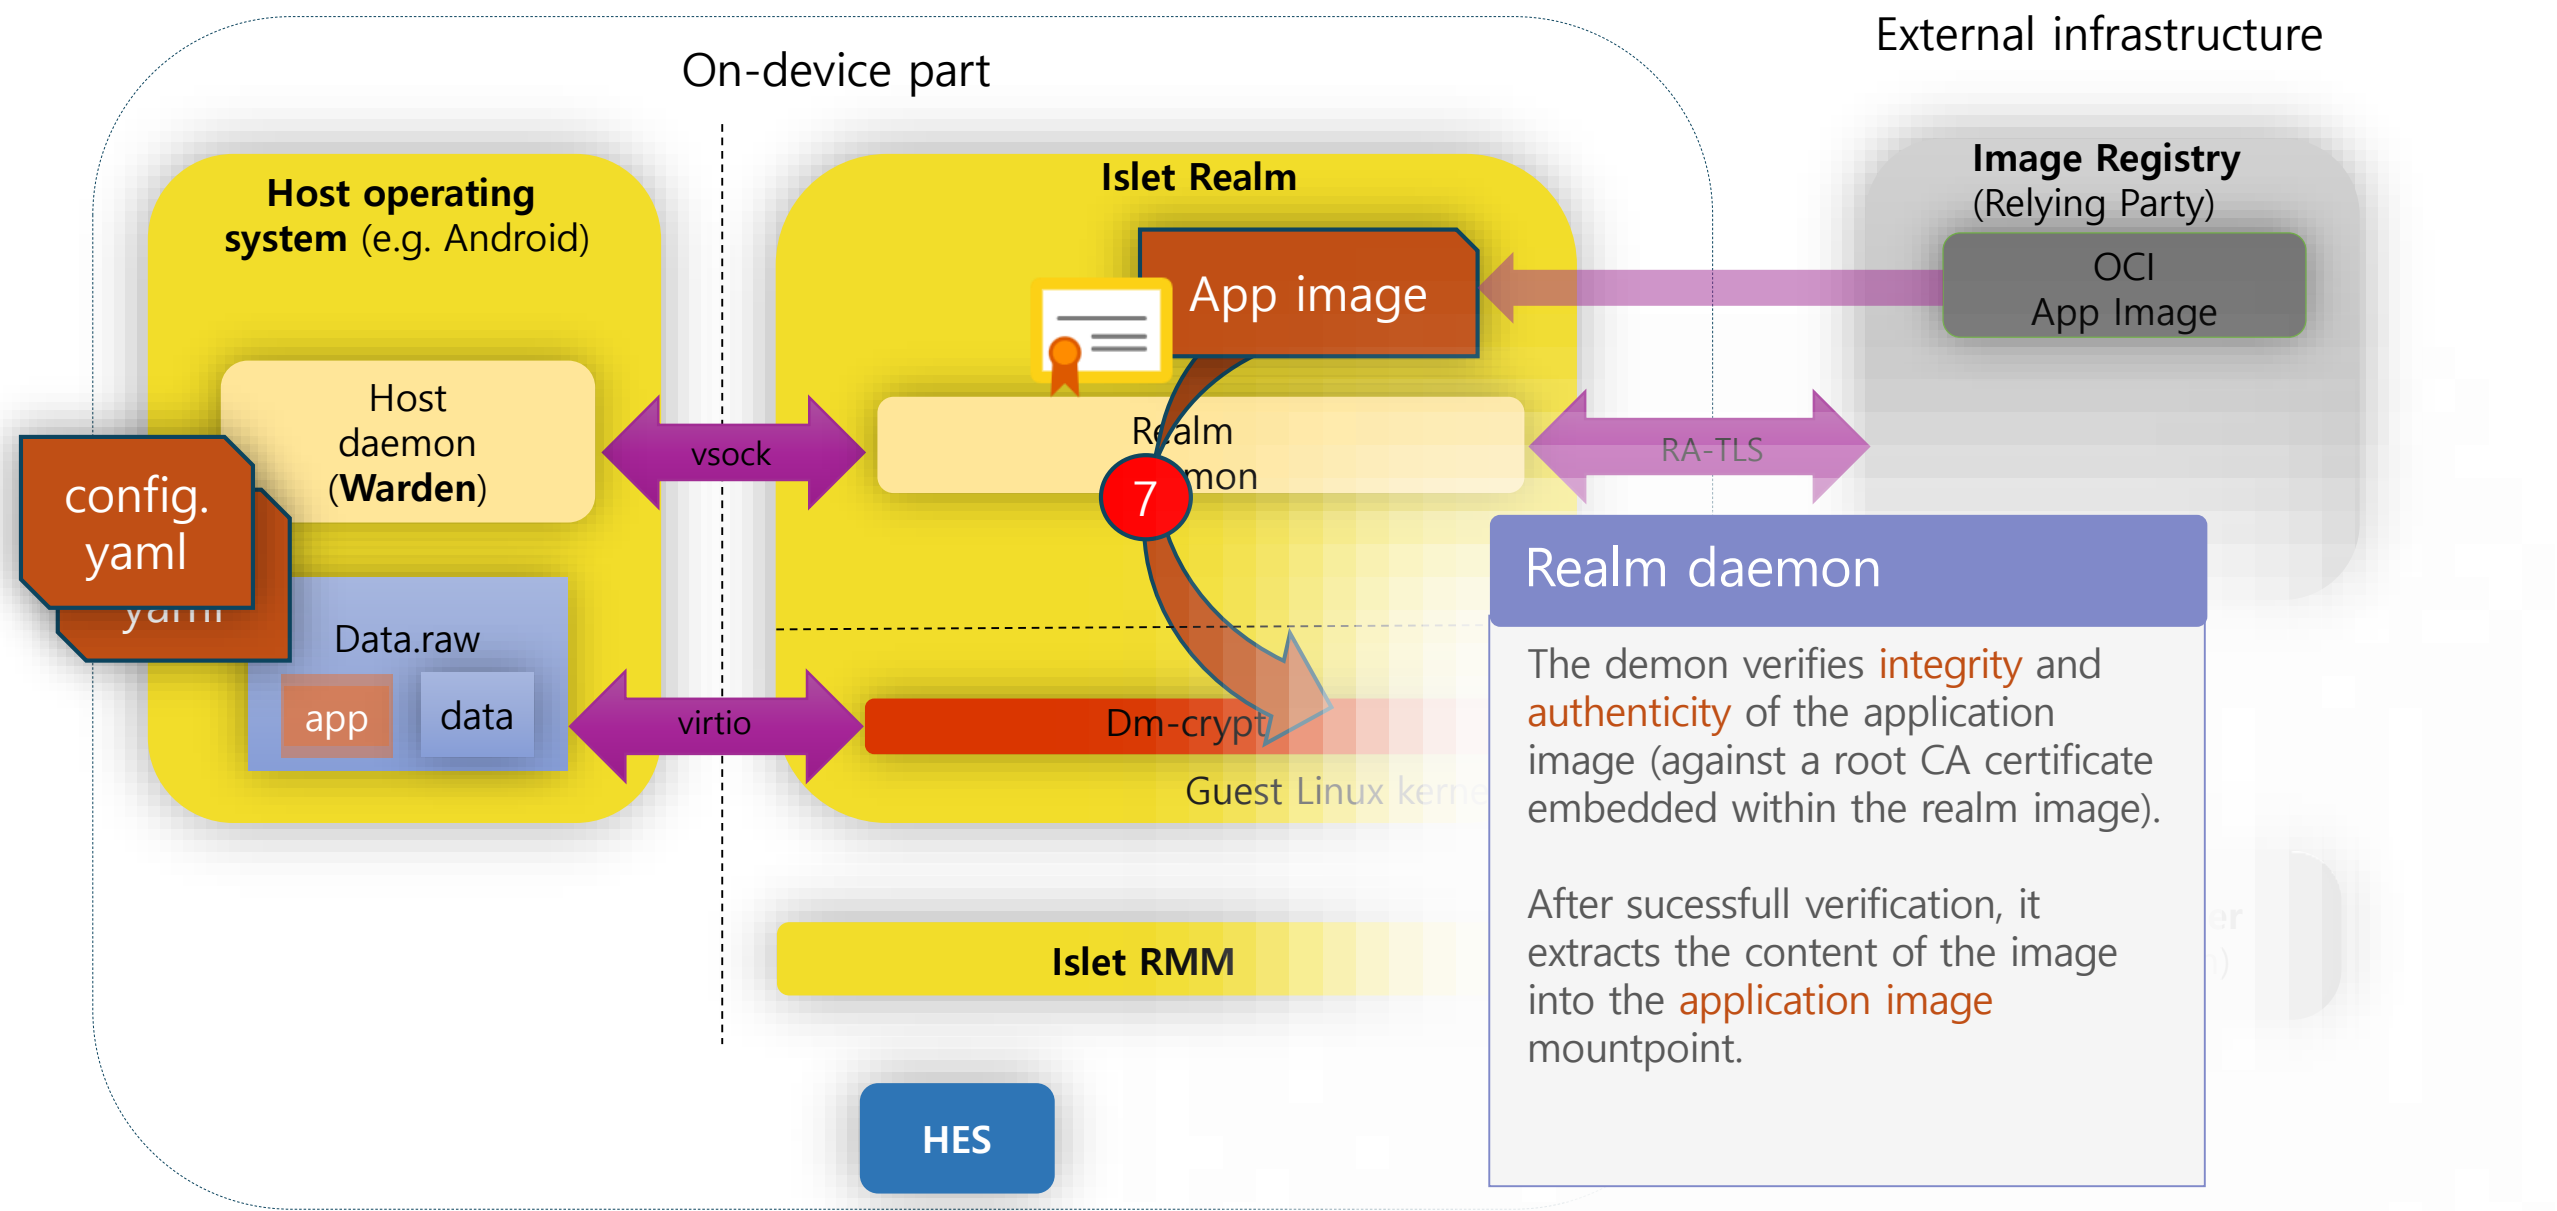 On-device part
External infrastructure
Host operating
system (e.g. Android)
Host
daemon
(Warden)
config.
yaml
yaml
Data.raw
app
data
vsock
virtio
Islet Realm
App image
Realm
mon
7
Dm-crypt
Guest Linux kerne
Islet RMM
HES
Image Registry
(Relying Party)
OCI
App Image
RA-TLS
Realm daemon
The demon verifies integrity and
authenticity of the application
image (against a root CA certificate
embedded within the realm image).
After sucessfull verification, it
extracts the content of the image
into the application image
mountpoint.
er
)